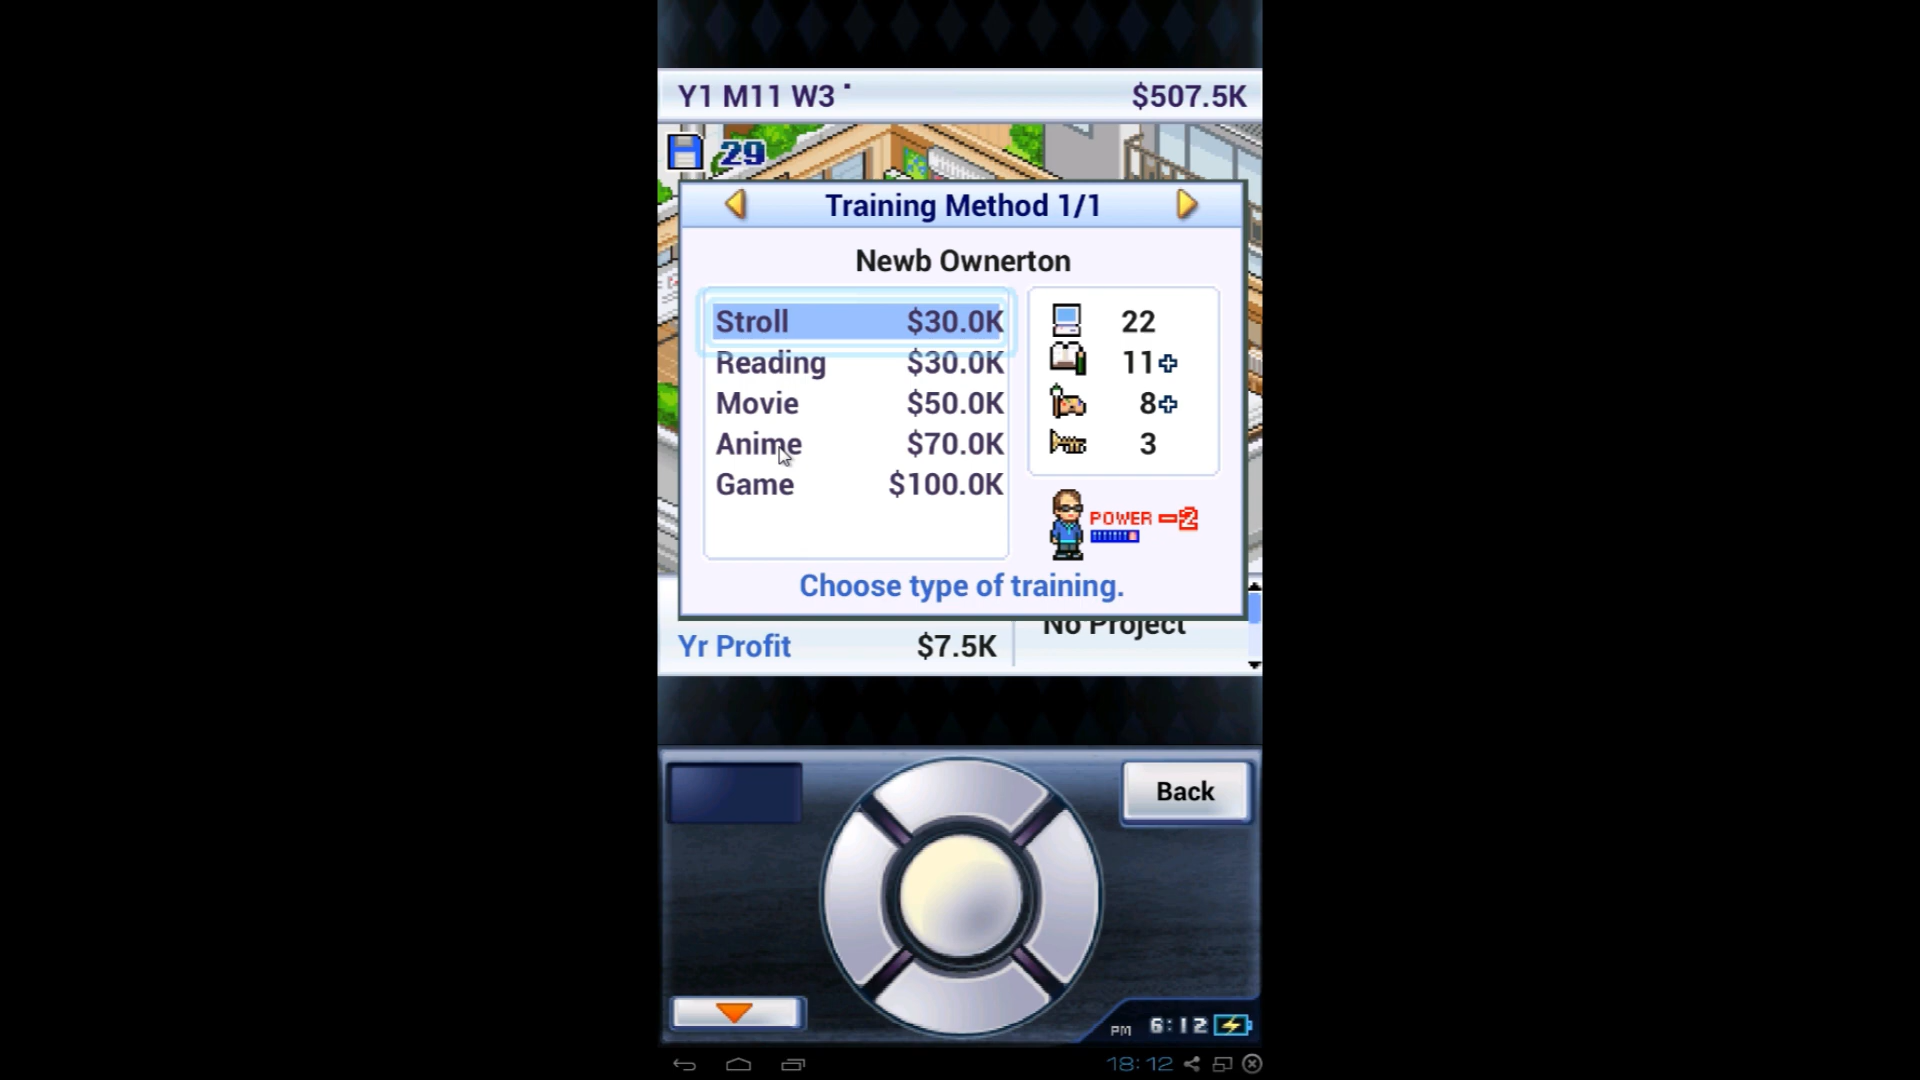 Y1 M11 W3 $507.5K
29
Training Method 1/1
Newb Ownerton
Stroll $30.0K 22
Reading $30.0K 11
Movie $50.0K 8
Anime $70.0K 3
Game $100.0K
POWER -2
Choose type of training.
No Project
Yr Profit $7.5K
Back
PM 6:12
18:12